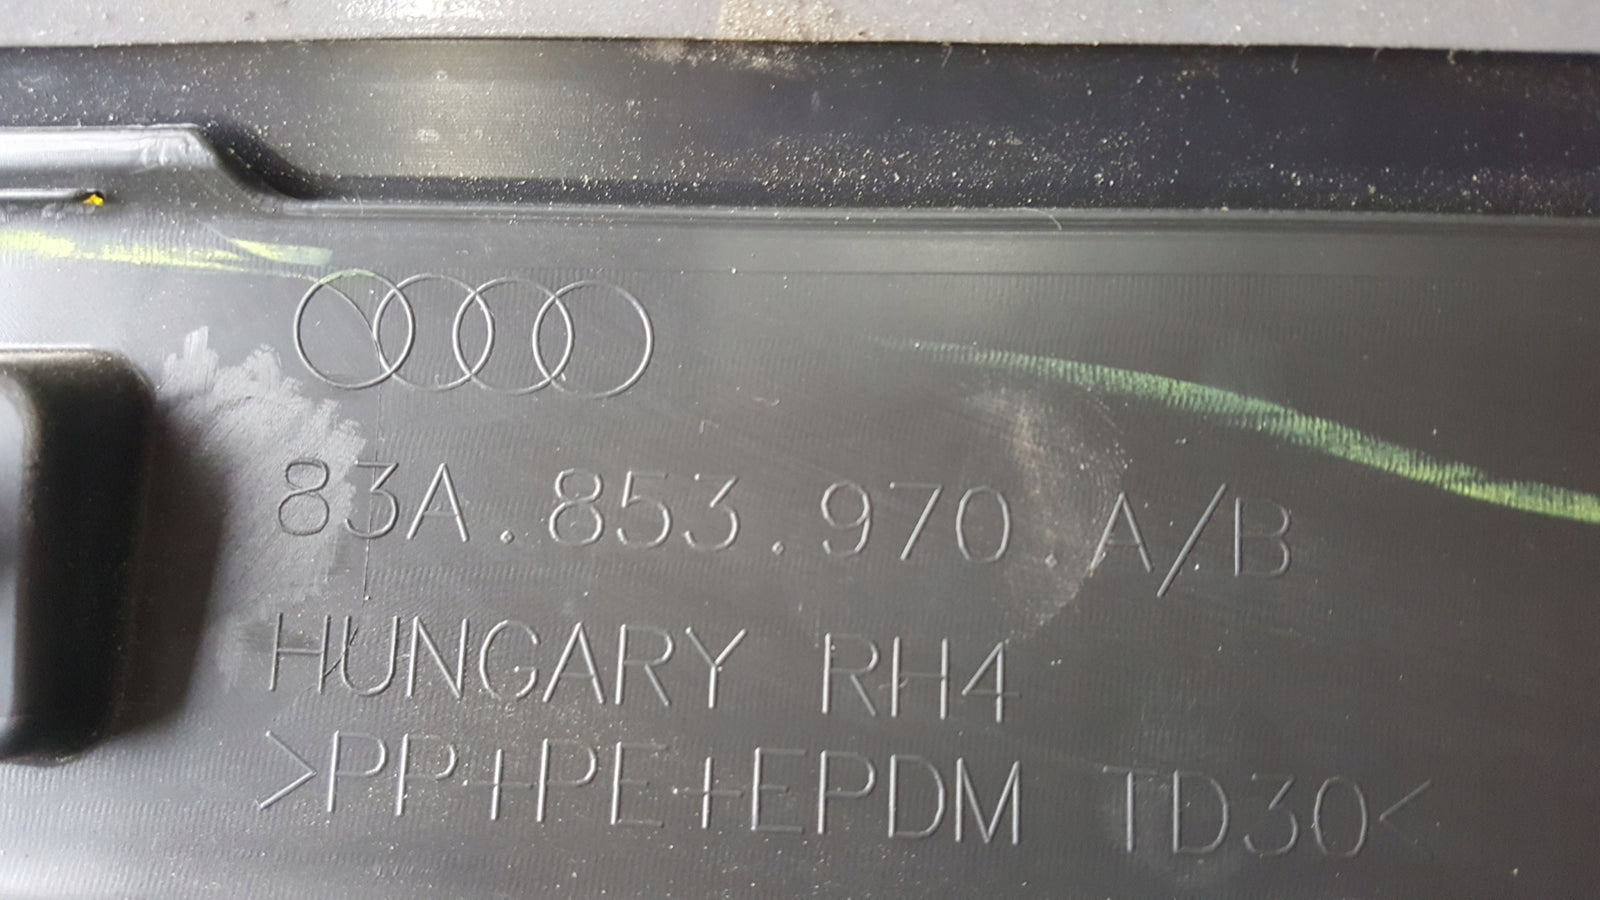 83A.853.970.A/B
HUNGARY RH4
>PP+PE+EPDM TD30<